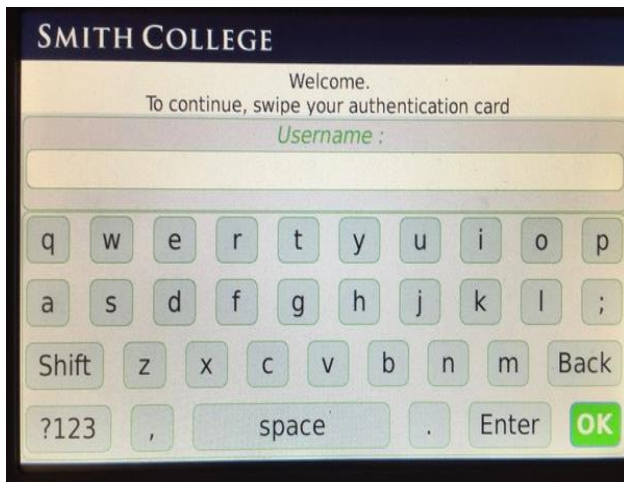 SMITH COLLEGE
Welcome.
To continue, swipe your authentication card
Username :
q w e r t y u i o p
a s d f g h j k l ;
Shift z x c v b n m Back
?123 , space . Enter OK